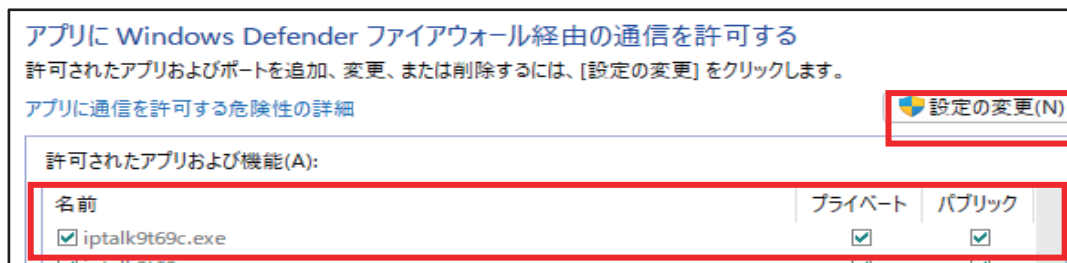 アプリに Windows Defender ファイアウォール経由の通信を許可する
許可されたアプリおよびポートを追加、変更、または削除するには、[設定の変更] をクリックします。
アプリに通信を許可する危険性の詳細
設定の変更(N)
許可されたアプリおよび機能(A):
名前 プライベート パブリック
iptalk9t69c.exe